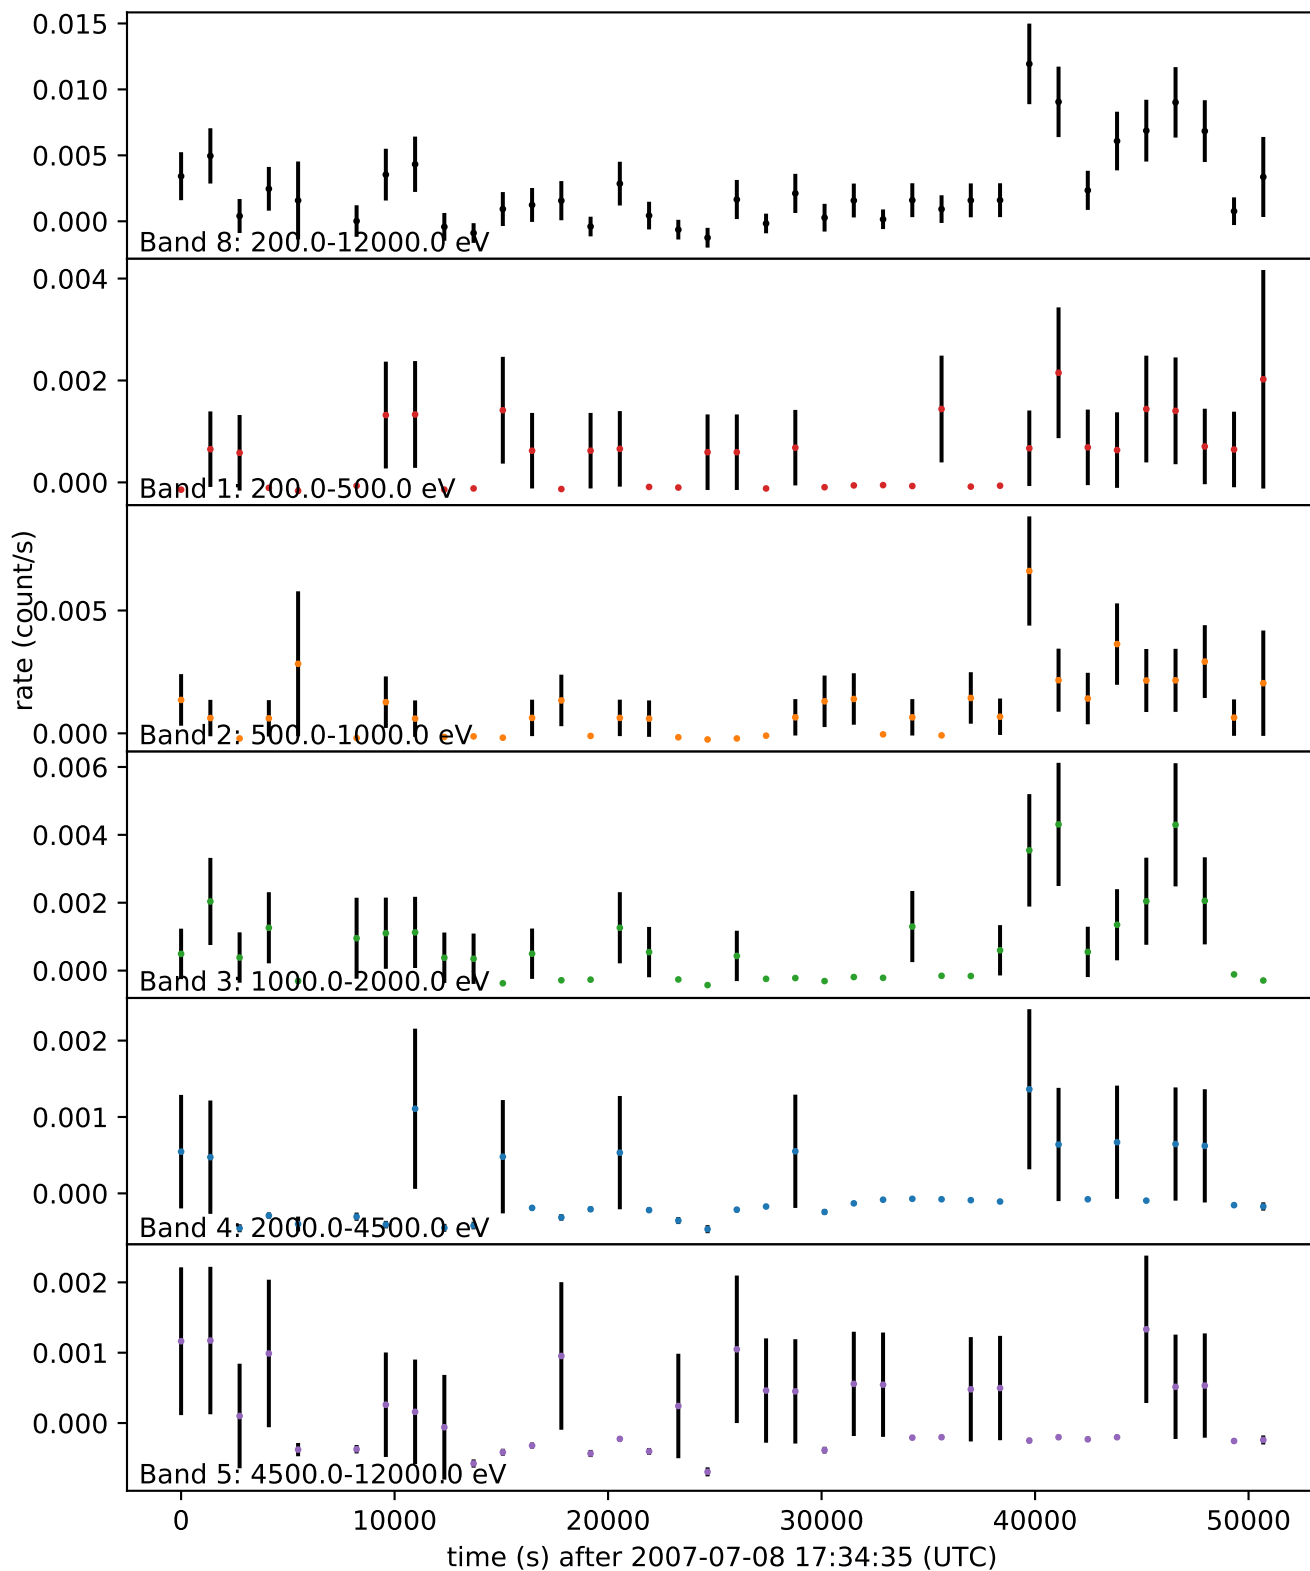 0.015
0.010
0.005
0.000
Band 8: 200.0-12000.0 eV
0.004
0.002
0.000
Band 1: 200.0-500.0 eV
rate (count/s)
0.005
0.000
Band 2: 500.0-1000.0 eV
0.006
0.004
0.002
0.000
Band 3: 1000.0-2000.0 eV
0.002
0.001
0.000
Band 4: 2000.0-4500.0 eV
0.002
0.001
0.000
Band 5: 4500.0-12000.0 eV
0 10000 20000 30000 40000 50000
time (s) after 2007-07-08 17:34:35 (UTC)